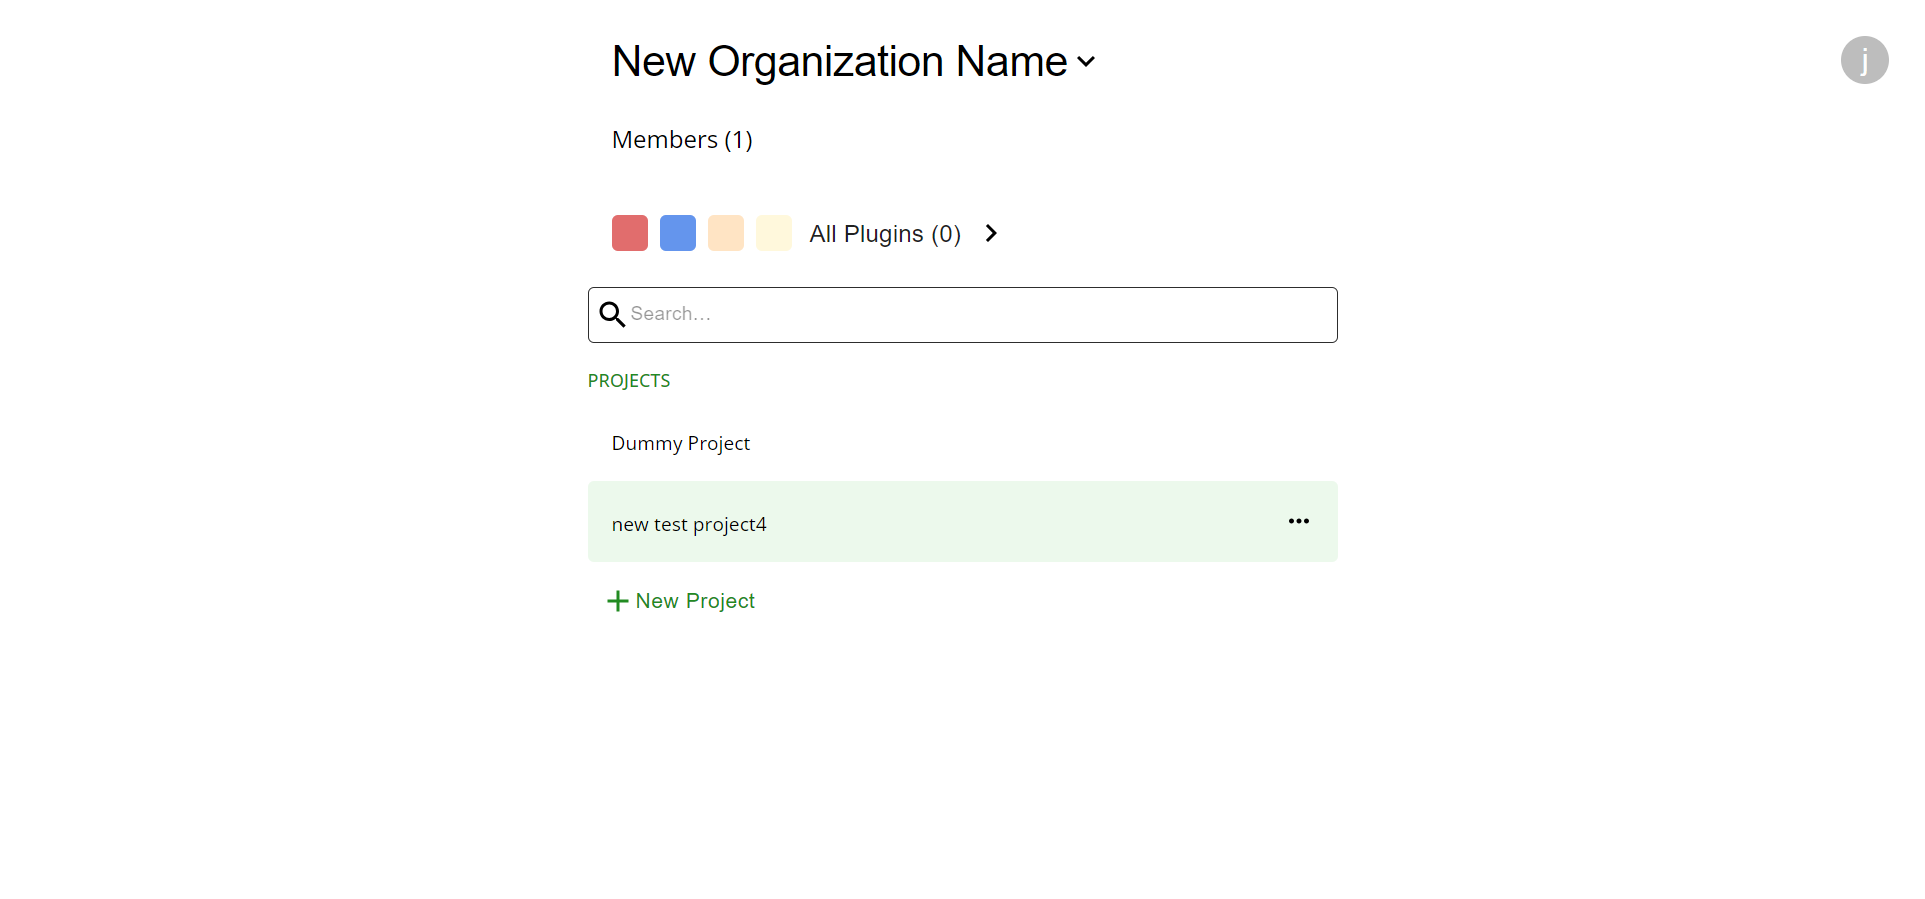 New Organization Name
j
Members (1)
All Plugins (0)
Search...
PROJECTS
Dummy Project
new test project4
New Project